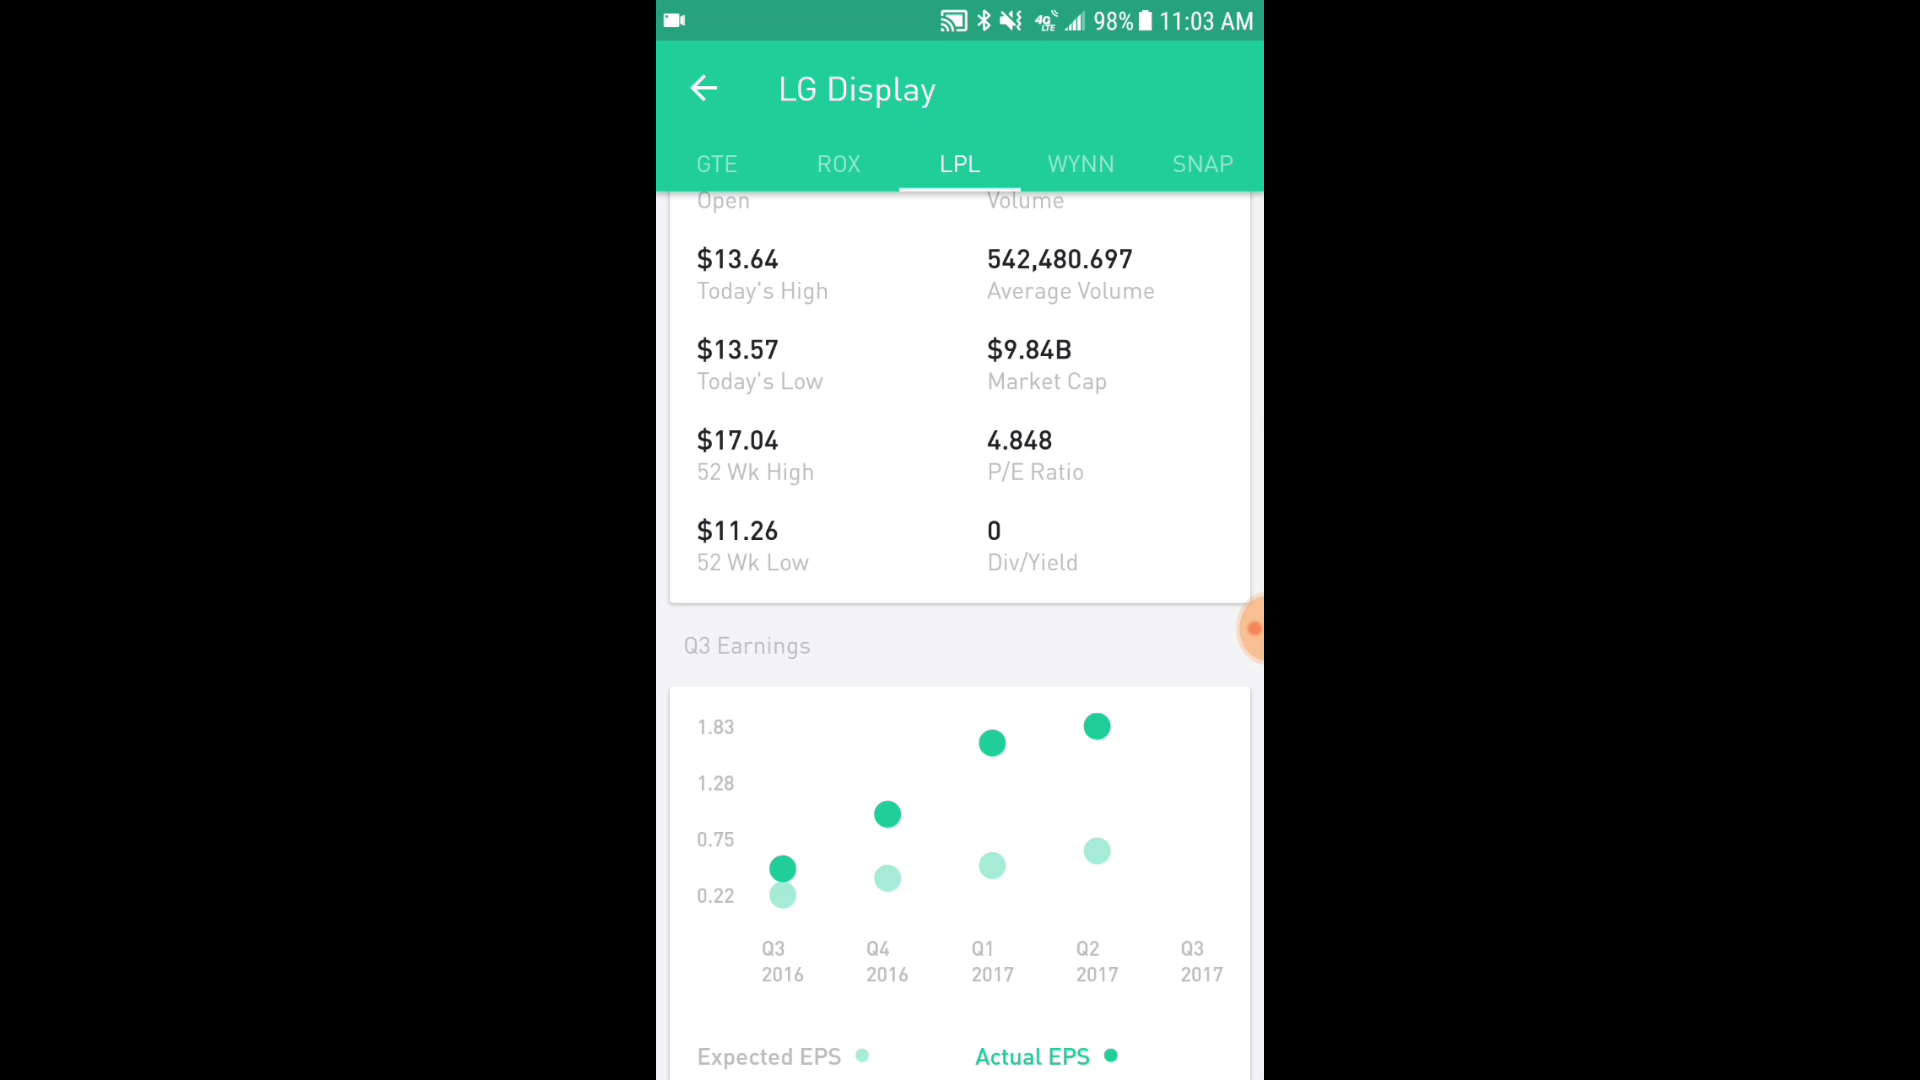 4G LTE 98% 11:03 AM
LG Display
GTE ROX LPL WYNN SNAP
Open Volume
$13.64 542,480.697
Today's High Average Volume
$13.57 $9.84B
Today's Low Market Cap
$17.04 4.848
52 Wk High P/E Ratio
$11.26 0
52 Wk Low Div/Yield
Q3 Earnings
1.83
1.28
0.75
0.22
Q3 Q4 Q1 Q2 Q3
2016 2016 2017 2017 2017
Expected EPS Actual EPS